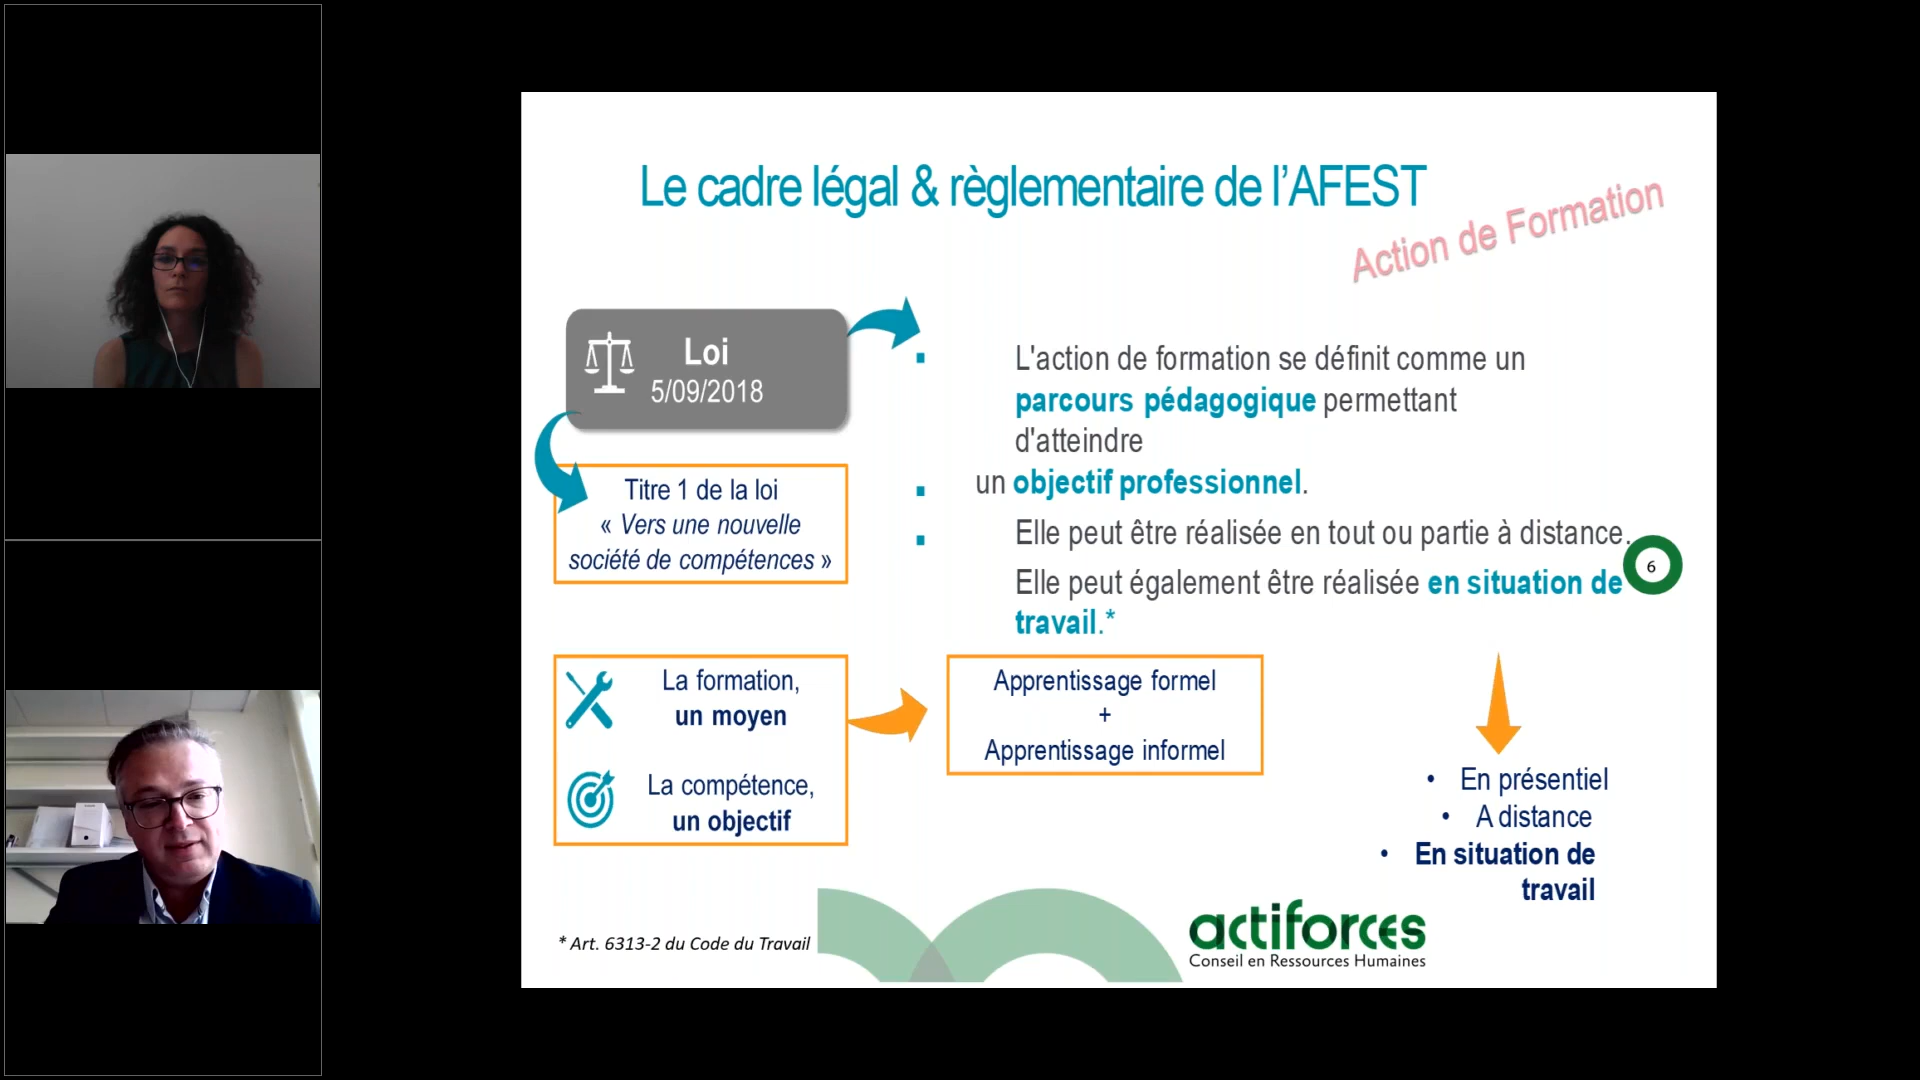 Le cadre légal & règlementaire de l’AFEST
Action de Formation
Loi
5/09/2018
Titre 1 de la loi
« Vers une nouvelle
société de compétences »
La formation,
un moyen
La compétence,
un objectif
▪ L'action de formation se définit comme un
parcours pédagogique permettant
d'atteindre
▪ un objectif professionnel.
▪ Elle peut être réalisée en tout ou partie à distance.
Elle peut également être réalisée en situation de
travail.*
6
Apprentissage formel
+
Apprentissage informel
• En présentiel
• A distance
• En situation de
travail
* Art. 6313-2 du Code du Travail
actiforces
Conseil en Ressources Humaines